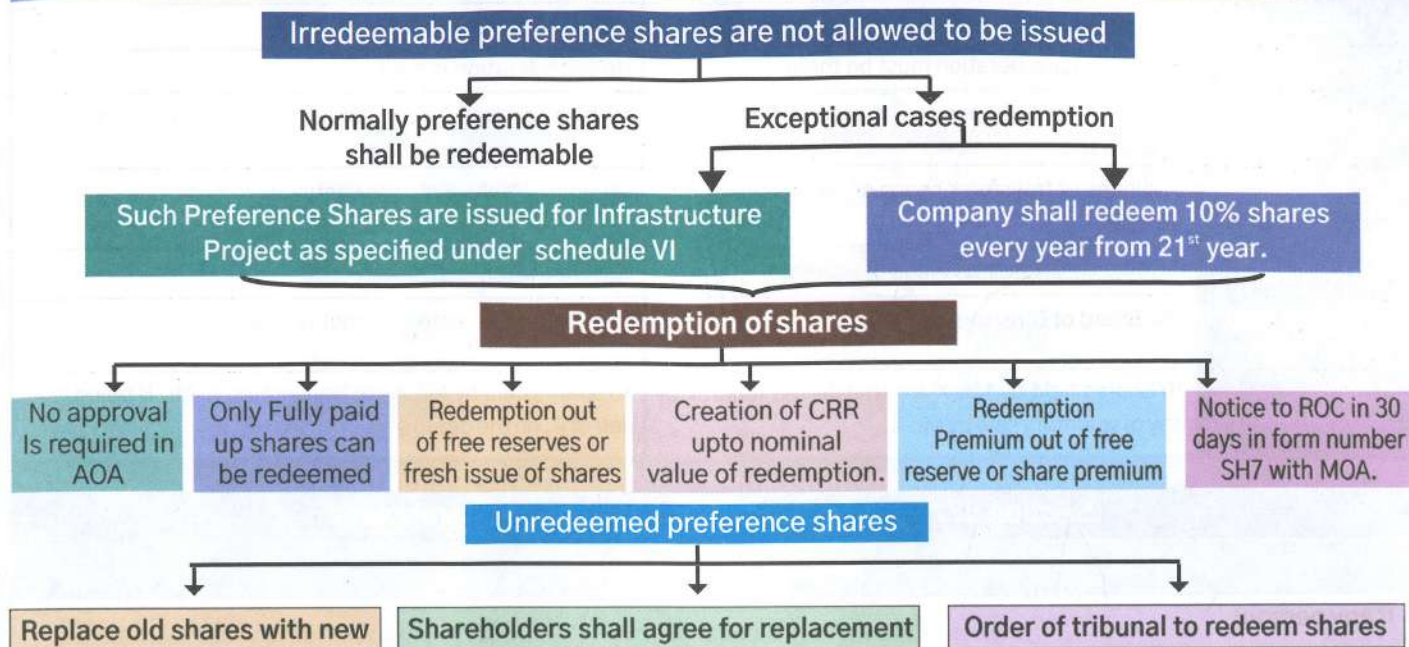 Irredeemable preference shares are not allowed to be issued
Normally preference shares
shall be redeemable
Exceptional cases redemption
Such Preference Shares are issued for Infrastructure
Project as specified under schedule VI
Company shall redeem 10% shares
every year from 21st year.
Redemption of shares
No approval
Is required in
AOA
Only Fully paid
up shares can
be redeemed
Redemption out
of free reserves or
fresh issue of shares
Creation of CRR
upto nominal
value of redemption.
Redemption
Premium out of free
reserve or share premium
Notice to ROC in 30
days in form number
SH7 with MOA.
Unredeemed preference shares
Replace old shares with new
Shareholders shall agree for replacement
Order of tribunal to redeem shares